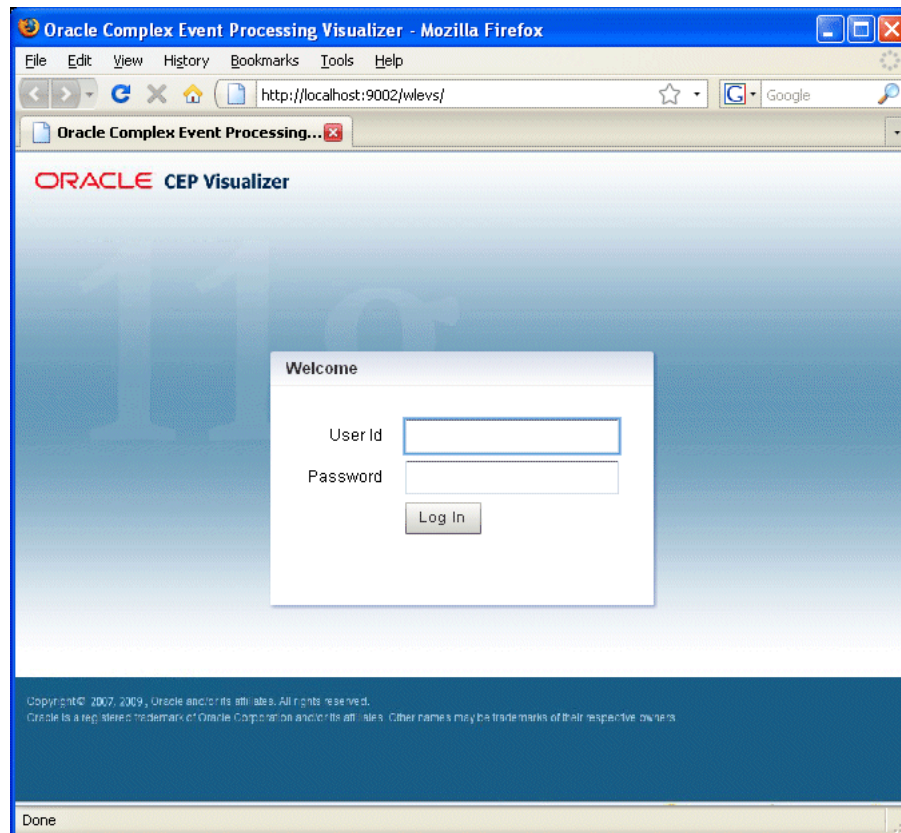 Oracle Complex Event Processing Visualizer - Mozilla Firefox
File Edit View History Bookmarks Tools Help
http://localhost:9002/wlevs/ G Google
Oracle Complex Event Processing...
ORACLE CEP Visualizer
11g
Welcome
User Id
Password
Log In
Copyright© 2007, 2009, Oracle and/or its affiliates. All rights reserved.
Oracle is a registered trademark of Oracle Corporation and/or its affiliates. Other names may be trademarks of their respective owners
Done